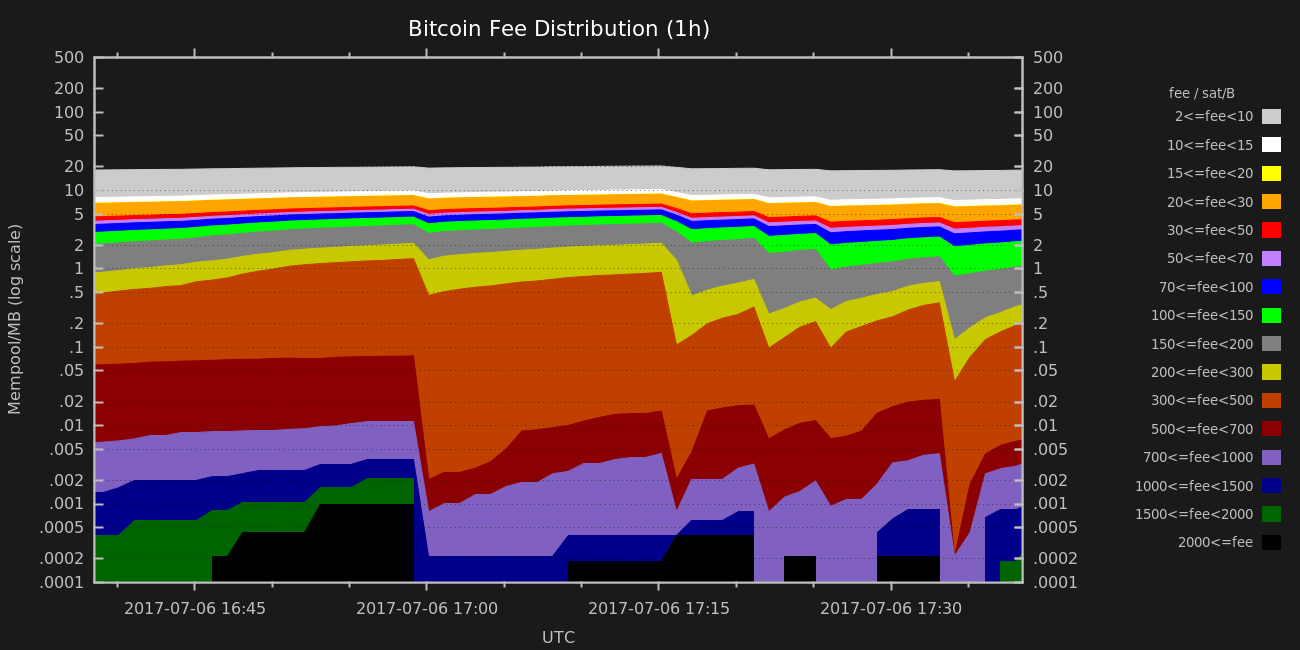 Bitcoin Fee Distribution (1h)
500
200
100
50
20
10
5
2
1
.5
.2
.1
.05
.02
.01
.005
.002
.001
.0005
.0002
.0001
Mempool/MB (log scale)
500
200
100
50
20
10
5
2
1
.5
.2
.1
.05
.02
.01
.005
.002
.001
.0005
.0002
.0001
2017-07-06 16:45 2017-07-06 17:00 2017-07-06 17:15 2017-07-06 17:30
UTC
fee / sat/B
2<=fee<10
10<=fee<15
15<=fee<20
20<=fee<30
30<=fee<50
50<=fee<70
70<=fee<100
100<=fee<150
150<=fee<200
200<=fee<300
300<=fee<500
500<=fee<700
700<=fee<1000
1000<=fee<1500
1500<=fee<2000
2000<=fee